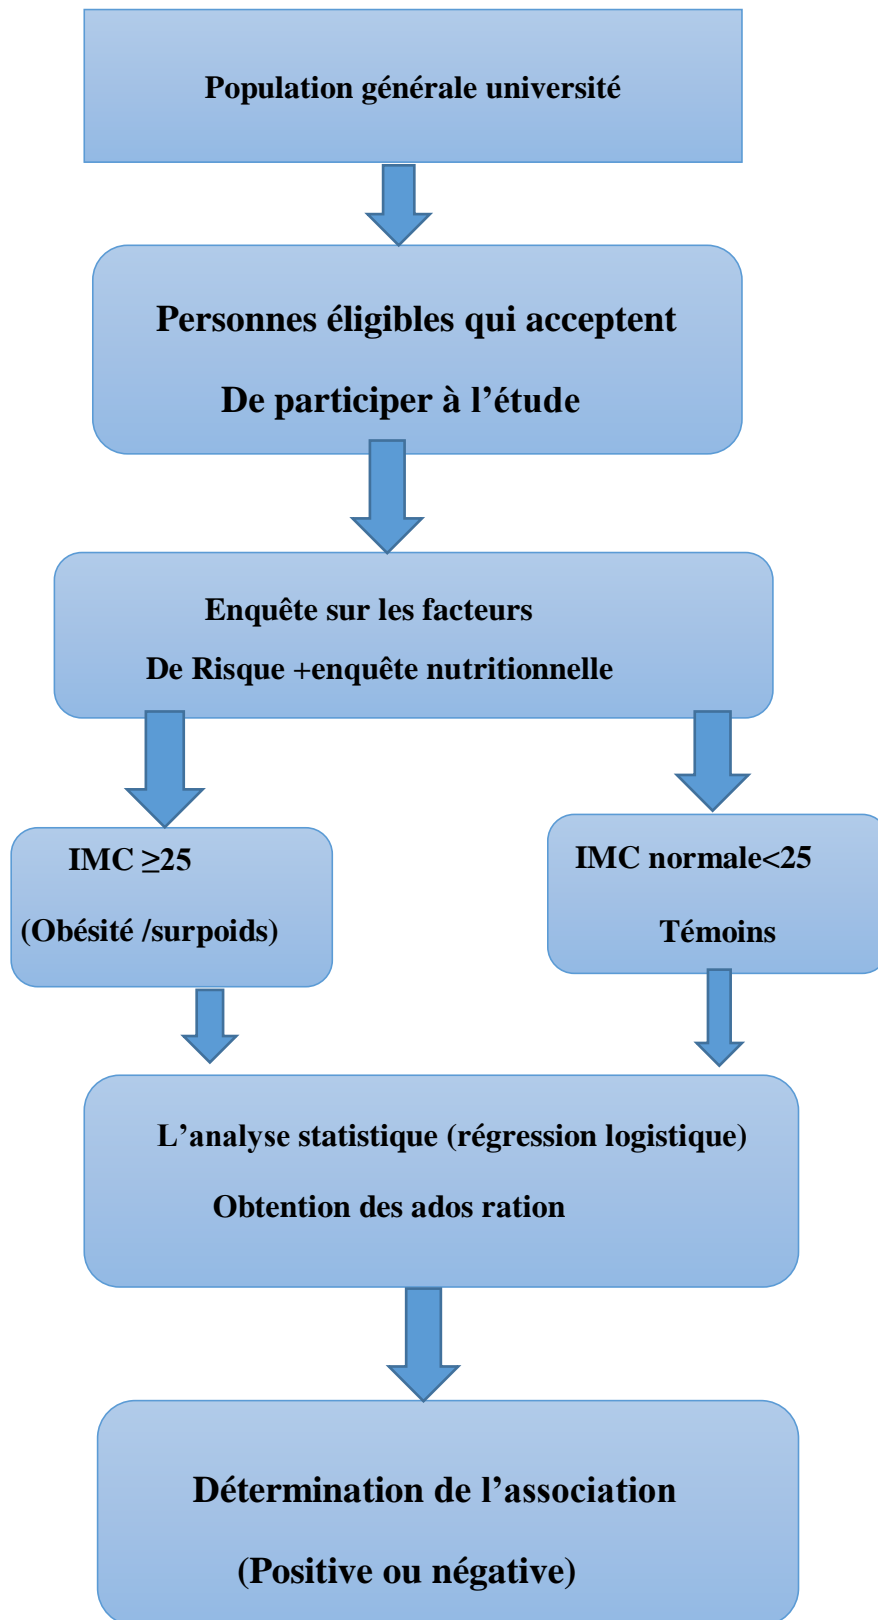 Population générale université
Personnes éligibles qui acceptent
De participer à l’étude
Enquête sur les facteurs
De Risque +enquête nutritionnelle
IMC ≥25
(Obésité /surpoids)
IMC normale<25
Témoins
L’analyse statistique (régression logistique)
Obtention des ados ration
Détermination de l’association
(Positive ou négative)